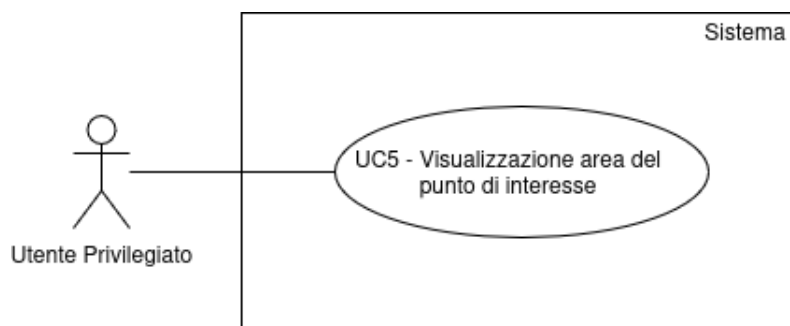 Sistema
UC5 - Visualizzazione area del
punto di interesse
Utente Privilegiato